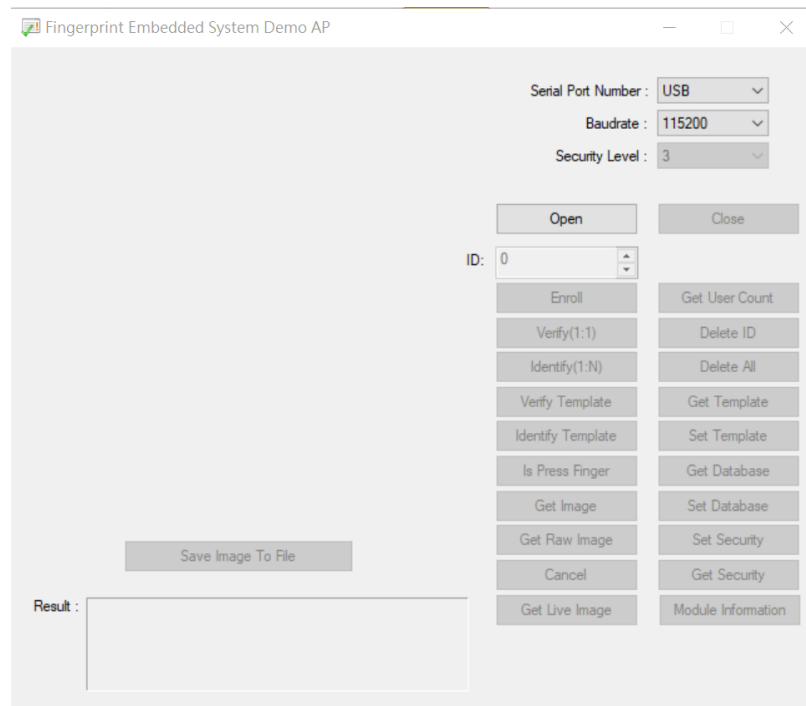 Fingerprint Embedded System Demo AP
Serial Port Number : USB
Baudrate : 115200
Security Level : 3
Open Close
ID: 0
Enroll Get User Count
Verify(1:1) Delete ID
Identify(1:N) Delete All
Verify Template Get Template
Identify Template Set Template
Is Press Finger Get Database
Get Image Set Database
Get Raw Image Set Security
Save Image To File
Cancel Get Security
Result :
Get Live Image Module Information